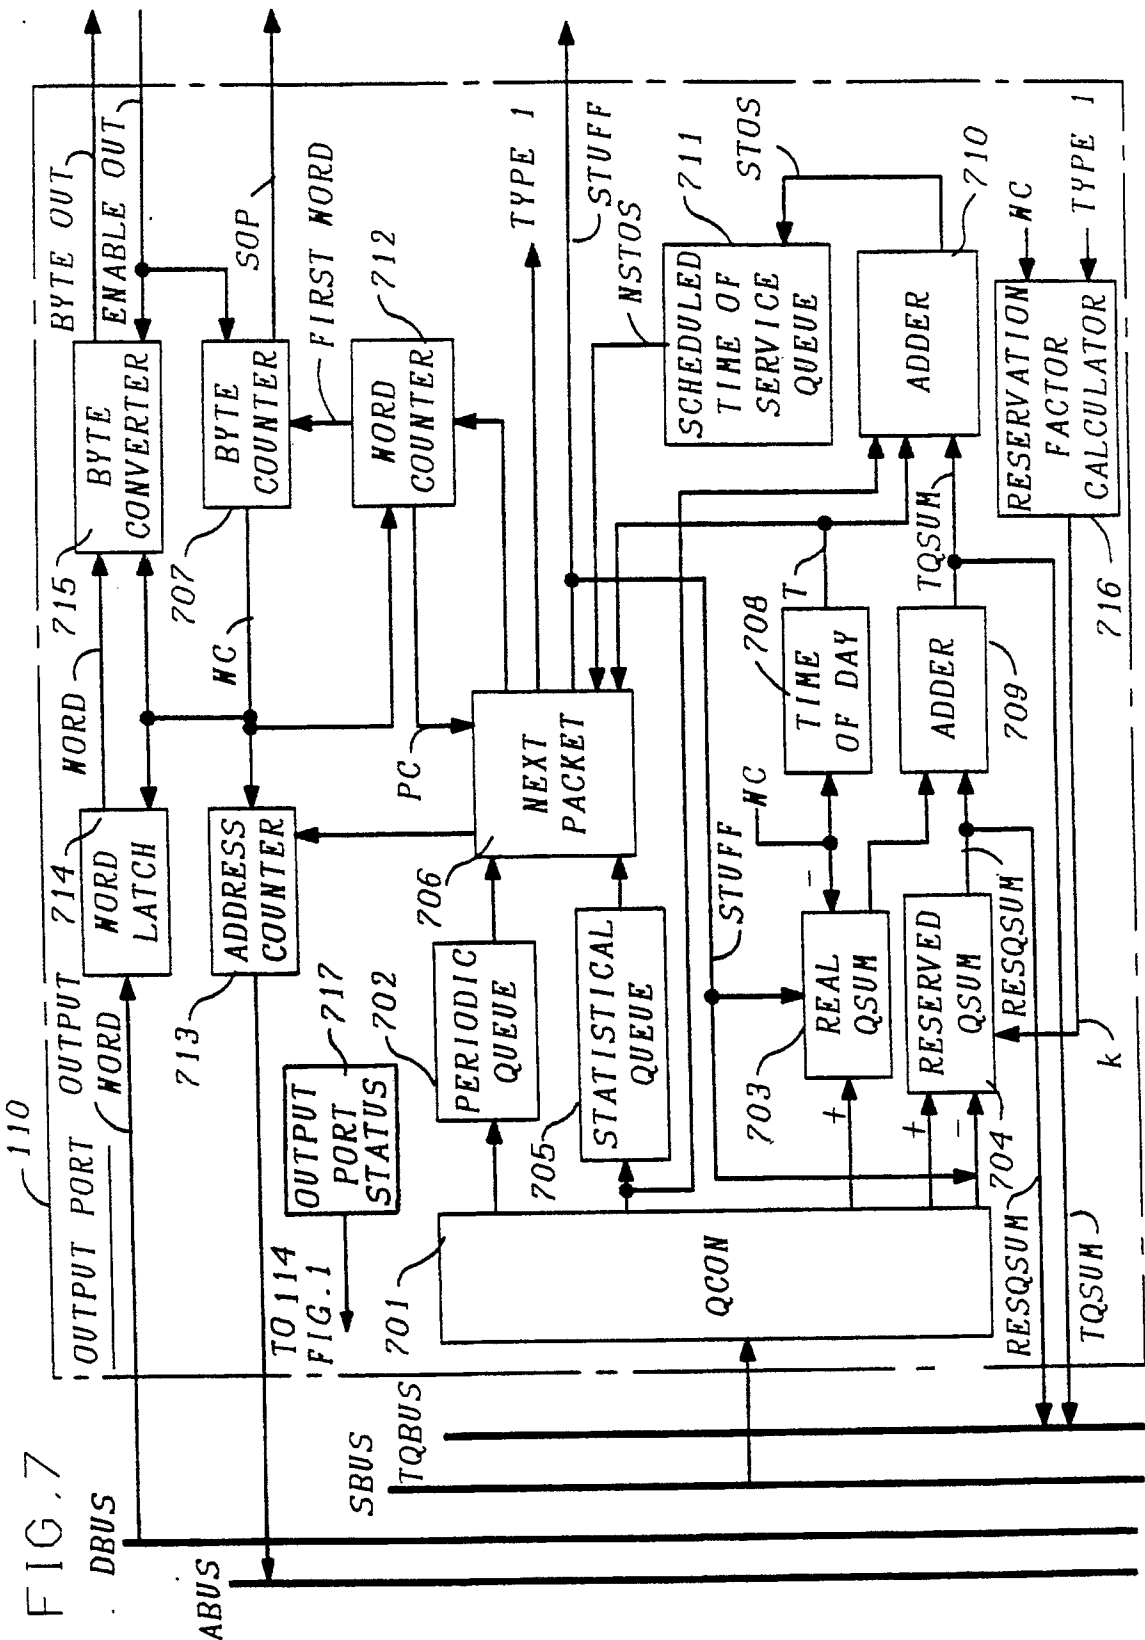 FIG. 7
110
OUTPUT PORT
DBUS
ABUS
SBUS
TQBUS
OUTPUT
WORD
714
WORD
LATCH
WORD
715
BYTE
CONVERTER
BYTE OUT
ENABLE OUT
713
ADDRESS
COUNTER
WC
707
BYTE
COUNTER
SOP
FIRST WORD
WORD
COUNTER
712
PC
TO 114
FIG. 1
OUTPUT
PORT
STATUS
717
701
QCON
702
PERIODIC
QUEUE
706
NEXT
PACKET
TYPE 1
STUFF
705
STATISTICAL
QUEUE
NSTOS
SCHEDULED
TIME OF
SERVICE
QUEUE
711
STOS
STUFF
WC
708
TIME
OF DAY
T
703
REAL
QSUM
+
-
ADDER
710
704
RESERVED
QSUM
+
-
RESQSUM
ADDER
709
TQSUM
RESQSUM
TQSUM
k
716
RESERVATION
FACTOR
CALCULATOR
WC
TYPE 1